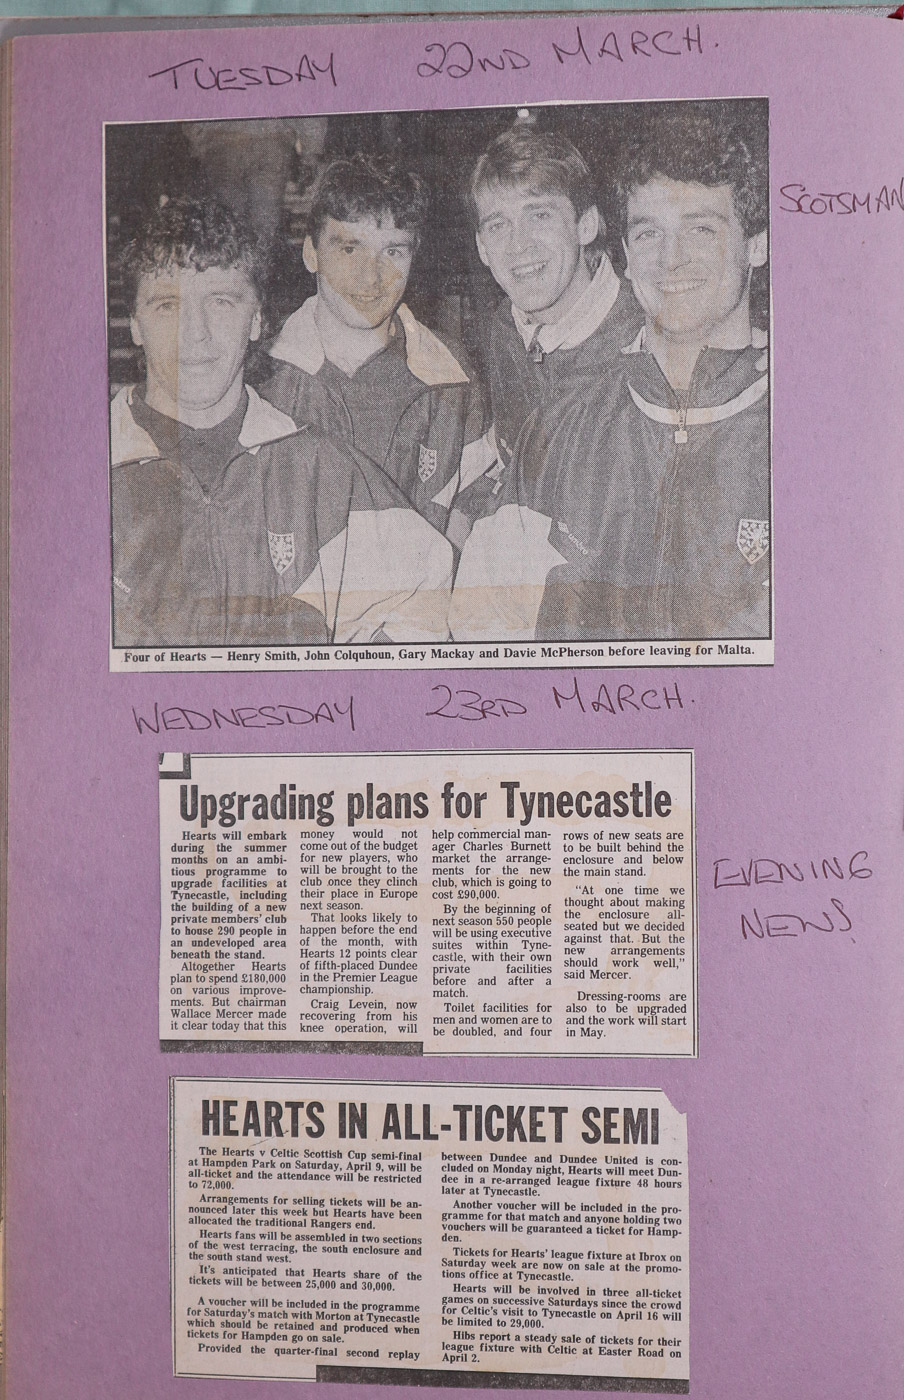 TUESDAY 22ND MARCH.
SCOTSMAN
Four of Hearts — Henry Smith, John Colquhoun, Gary Mackay and Davie McPherson before leaving for Malta.
WEDNESDAY 23RD MARCH.
Upgrading plans for Tynecastle
Hearts will embark
during the summer
months on an ambi-
tious programme to
upgrade facilities at
Tynecastle, including
the building of a new
private members' club
to house 290 people in
an undeveloped area
beneath the stand.
Altogether Hearts
plan to spend £180,000
on various improve-
ments. But chairman
Wallace Mercer made
it clear today that this
money would not
come out of the budget
for new players, who
will be brought to the
club once they clinch
their place in Europe
next season.
That looks likely to
happen before the end
of the month, with
Hearts 12 points clear
of fifth-placed Dundee
in the Premier League
championship.
Craig Levein, now
recovering from his
knee operation, will
help commercial man-
ager Charles Burnett
market the arrange-
ments for the new
club, which is going to
cost £90,000.
By the beginning of
next season 550 people
will be using executive
suites within Tyne-
castle, with their own
private facilities
before and after a
match.
Toilet facilities for
men and women are to
be doubled, and four
rows of new seats are
to be built behind the
enclosure and below
the main stand.
"At one time we
thought about making
the enclosure all-
seated but we decided
against that. But the
new arrangements
should work well,"
said Mercer.
Dressing-rooms are
also to be upgraded
and the work will start
in May.
EVENING
NEWS
HEARTS IN ALL-TICKET SEMI
The Hearts v Celtic Scottish Cup semi-final
at Hampden Park on Saturday, April 9, will be
all-ticket and the attendance will be restricted
to 72,000.
Arrangements for selling tickets will be an-
nounced later this week but Hearts have been
allocated the traditional Rangers end.
Hearts fans will be assembled in two sections
of the west terracing, the south enclosure and
the south stand west.
It's anticipated that Hearts share of the
tickets will be between 25,000 and 30,000.
A voucher will be included in the programme
for Saturday's match with Morton at Tynecastle
which should be retained and produced when
tickets for Hampden go on sale.
Provided the quarter-final second replay
between Dundee and Dundee United is con-
cluded on Monday night, Hearts will meet Dun-
dee in a re-arranged league fixture 48 hours
later at Tynecastle.
Another voucher will be included in the pro-
gramme for that match and anyone holding two
vouchers will be guaranteed a ticket for Hamp-
den.
Tickets for Hearts' league fixture at Ibrox on
Saturday week are now on sale at the promo-
tions office at Tynecastle.
Hearts will be involved in three all-ticket
games on successive Saturdays since the crowd
for Celtic's visit to Tynecastle on April 16 will
be limited to 29,000.
Hibs report a steady sale of tickets for their
league fixture with Celtic at Easter Road on
April 2.